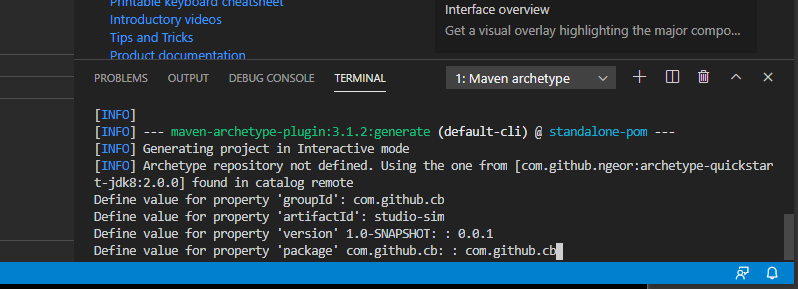 Printable keyboard cheatsheet
Introductory videos
Tips and Tricks
Product documentation
Interface overview
Get a visual overlay highlighting the major compo...
PROBLEMS OUTPUT DEBUG CONSOLE TERMINAL 1: Maven archetype
[INFO]
[INFO] --- maven-archetype-plugin:3.1.2:generate (default-cli) @ standalone-pom ---
[INFO] Generating project in Interactive mode
[INFO] Archetype repository not defined. Using the one from [com.github.ngeor:archetype-quickstar
t-jdk8:2.0.0] found in catalog remote
Define value for property 'groupId': com.github.cb
Define value for property 'artifactId': studio-sim
Define value for property 'version' 1.0-SNAPSHOT: : 0.0.1
Define value for property 'package' com.github.cb: : com.github.cb